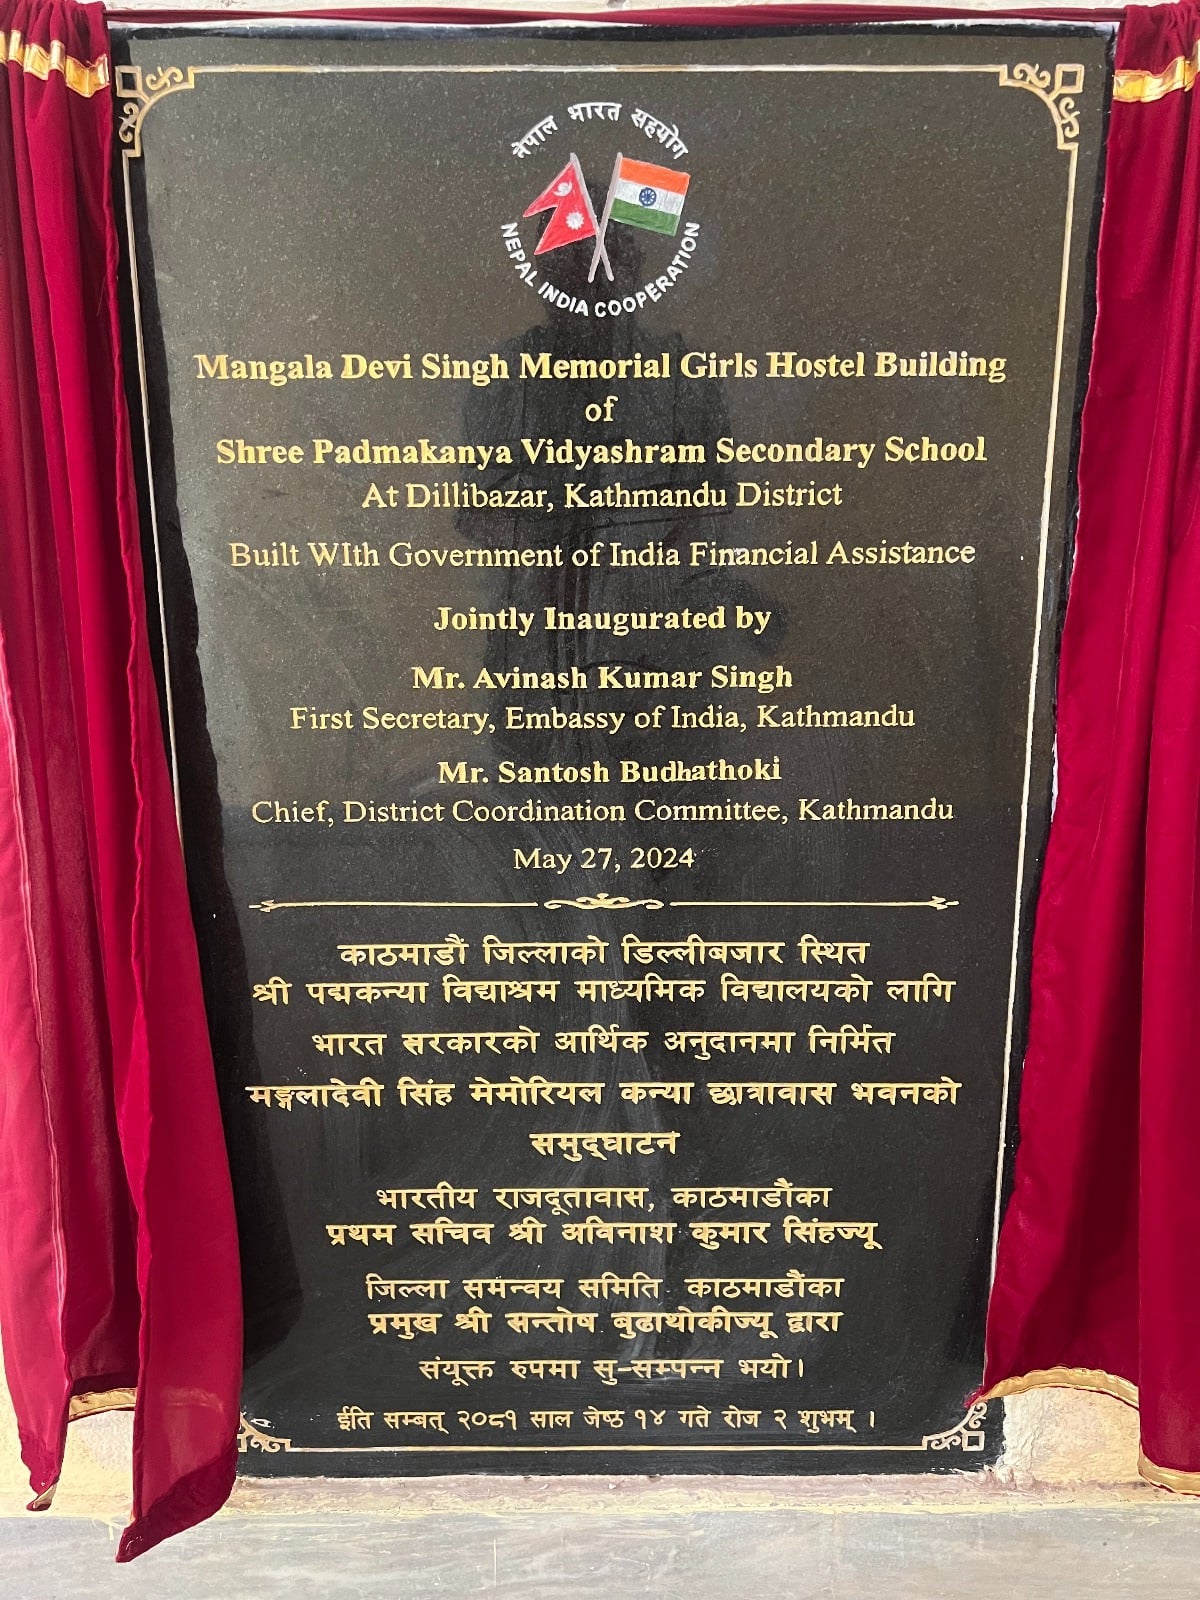 नेपाल भारत सहयोग
NEPAL INDIA COOPERATION
Mangala Devi Singh Memorial Girls Hostel Building
of
Shree Padmakanya Vidyashram Secondary School
At Dillibazar, Kathmandu District
Built WIth Government of India Financial Assistance
Jointly Inaugurated by
Mr. Avinash Kumar Singh
First Secretary, Embassy of India, Kathmandu
Mr. Santosh Budhathoki
Chief, District Coordination Committee, Kathmandu
May 27, 2024
काठमाडौं जिल्लाको डिल्लीबजार स्थित
श्री पद्मकन्या विद्याश्रम माध्यमिक विद्यालयको लागि
भारत सरकारको आर्थिक अनुदानमा निर्मित
मङ्गलादेवी सिंह मेमोरियल कन्या छात्रावास भवनको
समुद्घाटन
भारतीय राजदूतावास, काठमाडौंका
प्रथम सचिव श्री अविनाश कुमार सिंहज्यू
जिल्ला समन्वय समिति काठमाडौंका
प्रमुख श्री सन्तोष बुढाथोकीज्यू द्वारा
संयूक्त रुपमा सु-सम्पन्न भयो।
ईति सम्बत् २०८१ साल जेष्ठ १४ गते रोज २ शुभम् ।